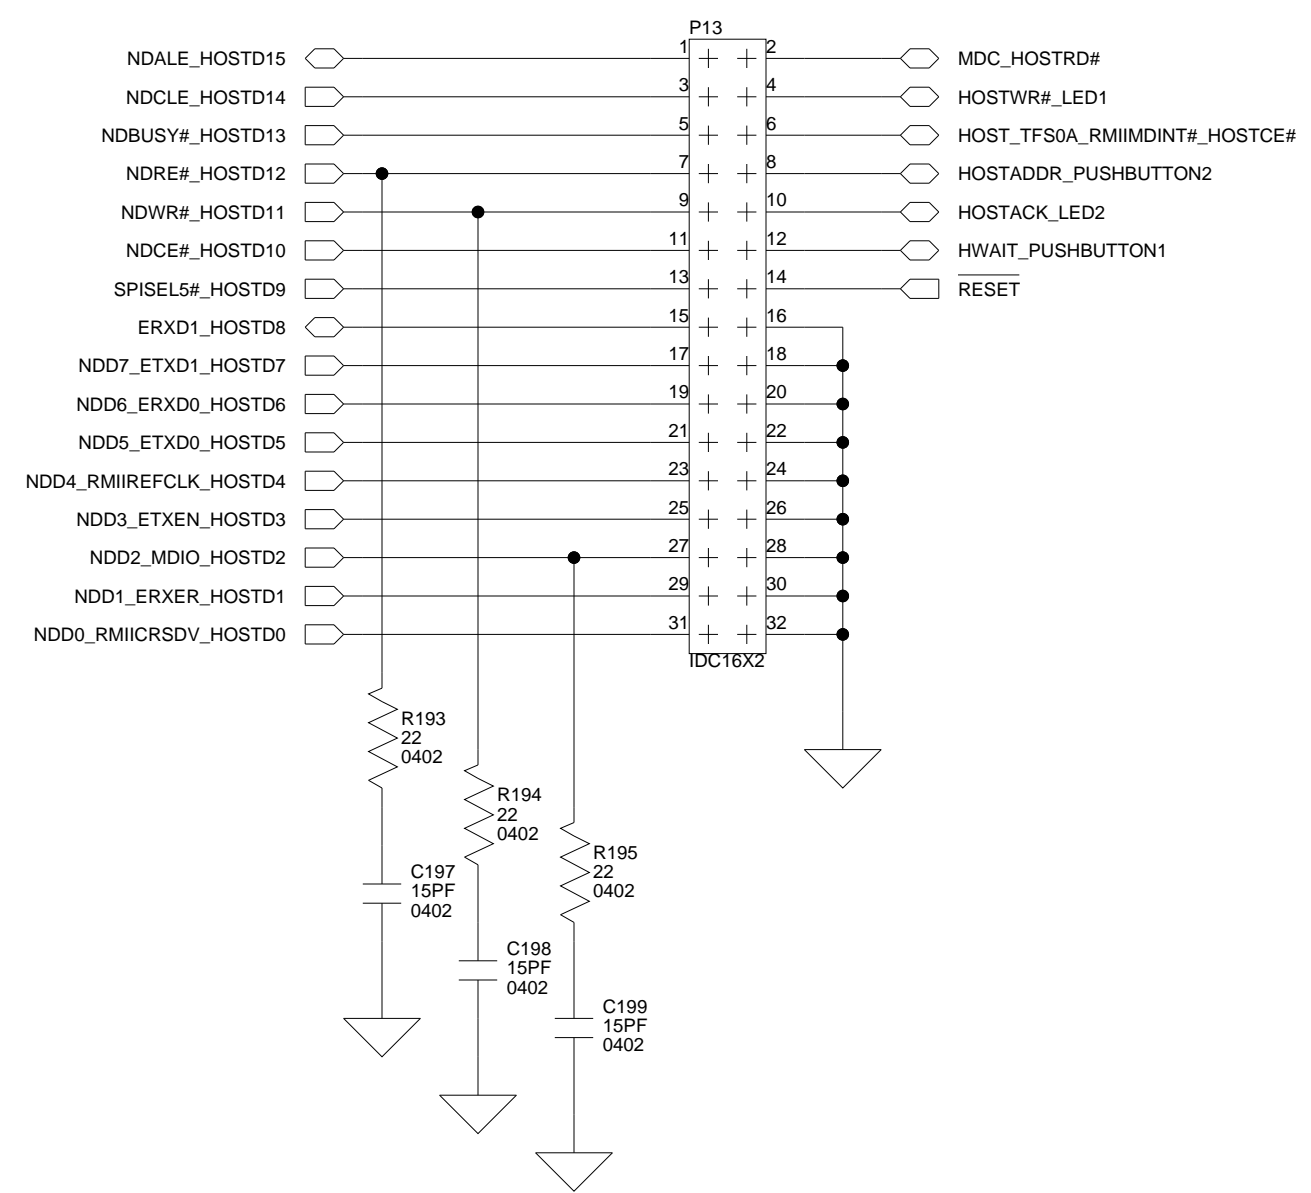 P13
NDALE_HOSTD15 1 2 MDC_HOSTRD#
NDCLE_HOSTD14 3 4 HOSTWR#_LED1
NDBUSY#_HOSTD13 5 6 HOST_TFS0A_RMIIMDINT#_HOSTCE#
NDRE#_HOSTD12 7 8 HOSTADDR_PUSHBUTTON2
NDWR#_HOSTD11 9 10 HOSTACK_LED2
NDCE#_HOSTD10 11 12 HWAIT_PUSHBUTTON1
SPISEL5#_HOSTD9 13 14 RESET
ERXD1_HOSTD8 15 16
NDD7_ETXD1_HOSTD7 17 18
NDD6_ERXD0_HOSTD6 19 20
NDD5_ETXD0_HOSTD5 21 22
NDD4_RMIIREFCLK_HOSTD4 23 24
NDD3_ETXEN_HOSTD3 25 26
NDD2_MDIO_HOSTD2 27 28
NDD1_ERXER_HOSTD1 29 30
NDD0_RMIICRSDV_HOSTD0 31 32
IDC16X2
R193
22
0402
R194
22
0402
R195
22
0402
C197
15PF
0402
C198
15PF
0402
C199
15PF
0402